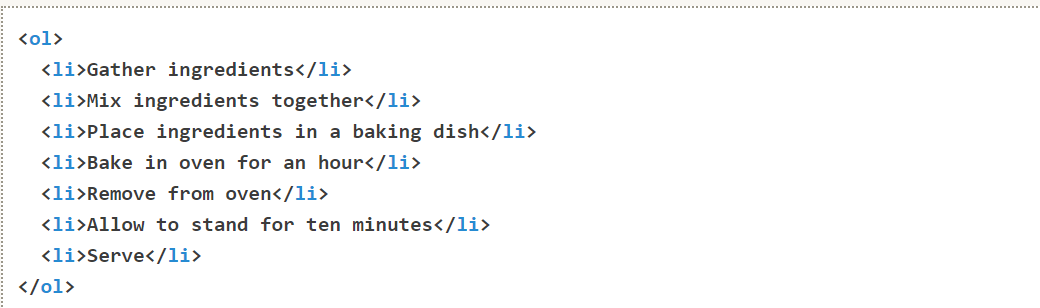 <ol>
  <li>Gather ingredients</li>
  <li>Mix ingredients together</li>
  <li>Place ingredients in a baking dish</li>
  <li>Bake in oven for an hour</li>
  <li>Remove from oven</li>
  <li>Allow to stand for ten minutes</li>
  <li>Serve</li>
</ol>